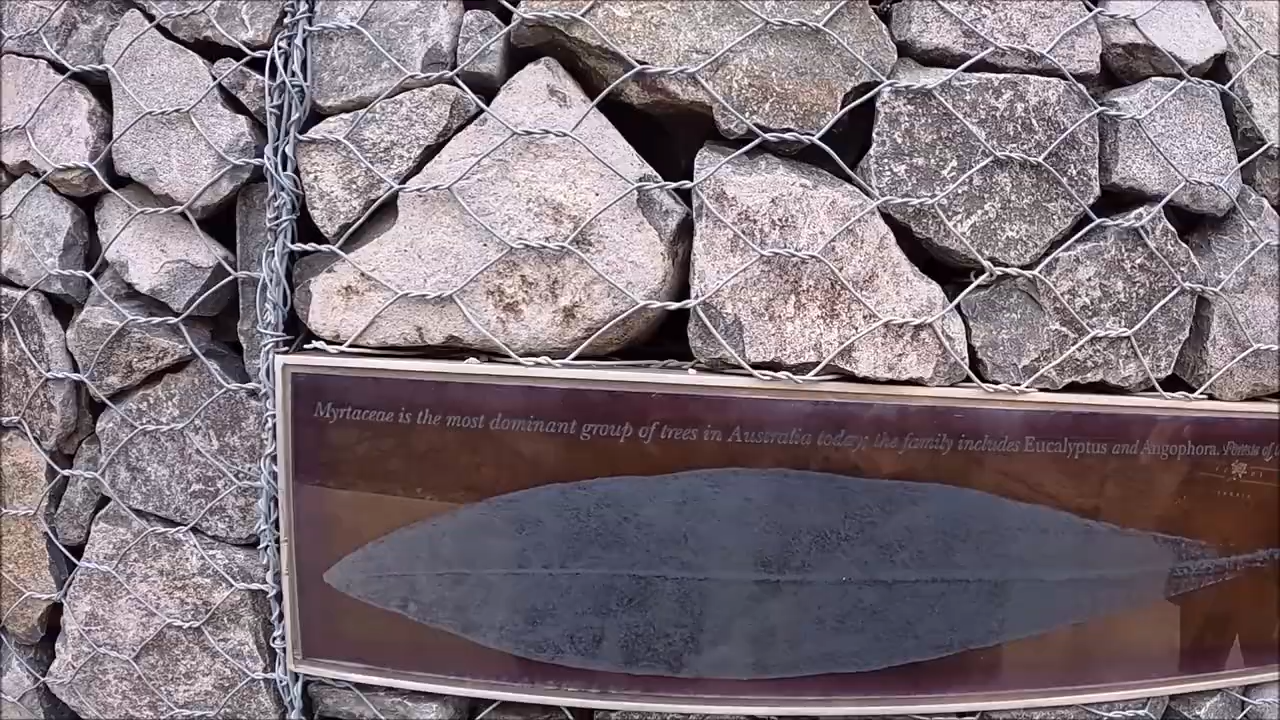 Myrtaceae is the most dominant group of trees in Australia today; the family includes Eucalyptus and Angophora.